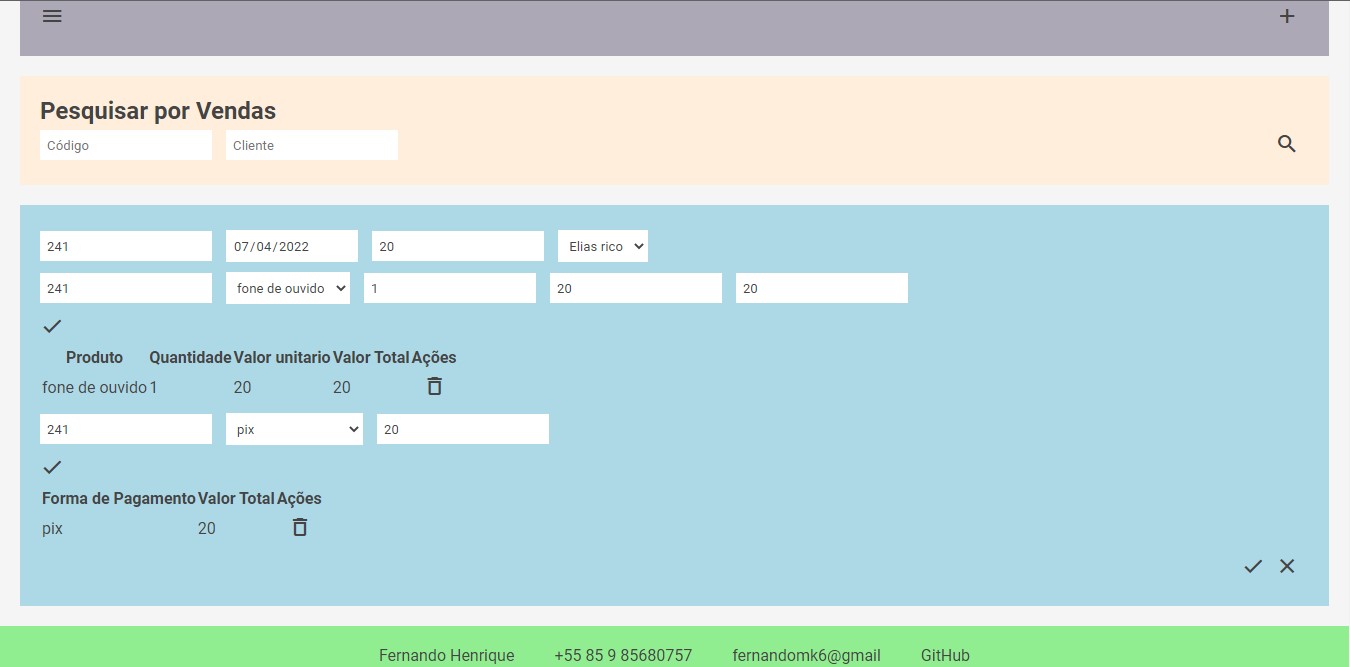 Pesquisar por Vendas
Código Cliente
241 07/04/2022 20 Elias rico
241 fone de ouvido 1 20 20
Produto Quantidade Valor unitario Valor Total Ações
fone de ouvido 1 20 20
241 pix 20
Forma de Pagamento Valor Total Ações
pix 20
Fernando Henrique +55 85 9 85680757 fernandomk6@gmail GitHub